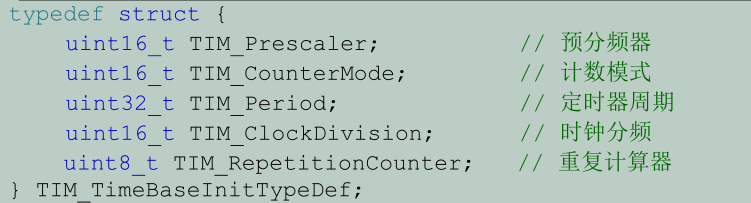 typedef struct {
uint16_t TIM_Prescaler; // 预分频器
uint16_t TIM_CounterMode; // 计数模式
uint32_t TIM_Period; // 定时器周期
uint16_t TIM_ClockDivision; // 时钟分频
uint8_t TIM_RepetitionCounter; // 重复计算器
} TIM_TimeBaseInitTypeDef;